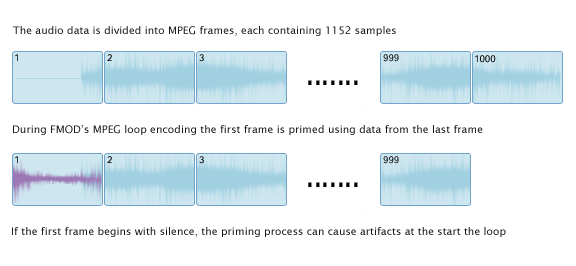 The audio data is divided into MPEG frames, each containing 1152 samples
1 2 3 ....... 999 1000
During FMOD's MPEG loop encoding the first frame is primed using data from the last frame
1 2 3 ....... 999
If the first frame begins with silence, the priming process can cause artifacts at the start the loop